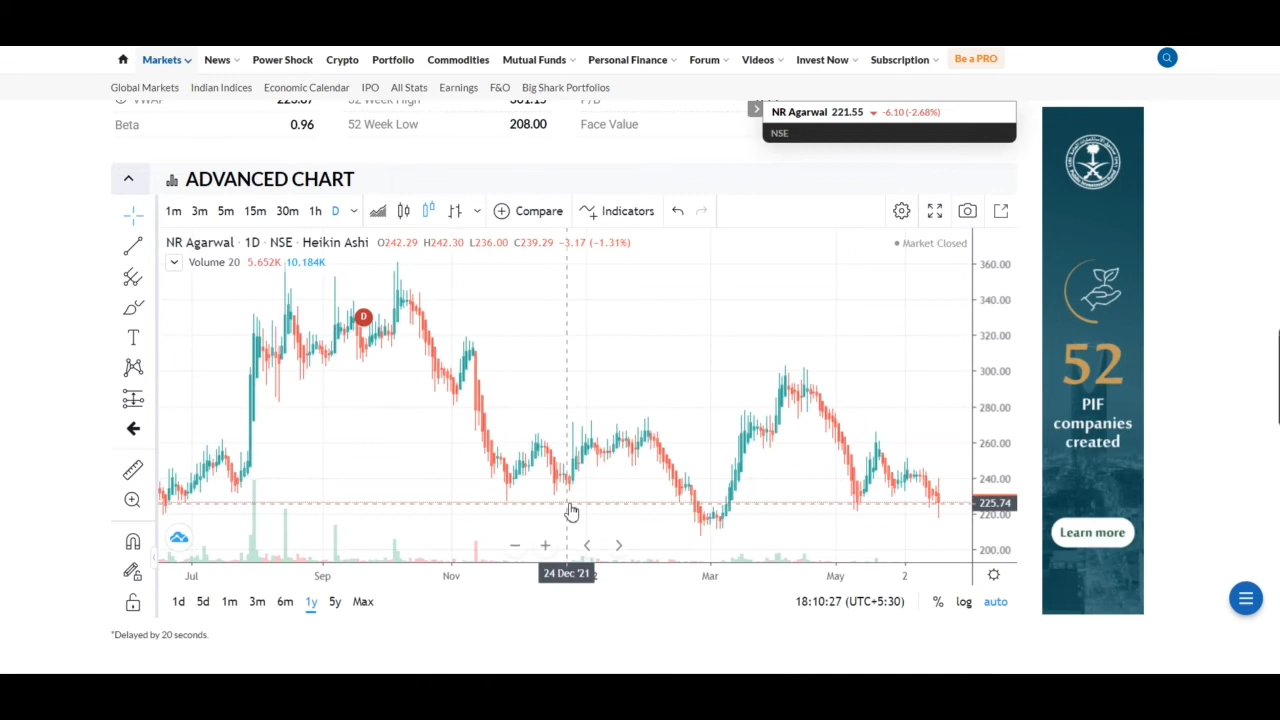 Markets News Power Shock Crypto Portfolio Commodities Mutual Funds Personal Finance Forum Videos Invest Now Subscription Be a PRO
Global Markets Indian Indices Economic Calendar IPO All Stats Earnings F&O Big Shark Portfolios
VWAP 52 Week High 361.15 P/B
NR Agarwal 221.55 -6.10 (-2.68%)
NSE
Beta 0.96 52 Week Low 208.00 Face Value
ADVANCED CHART
1m 3m 5m 15m 30m 1h D Compare Indicators
NR Agarwal · 1D · NSE · Heikin Ashi O242.29 H242.30 L236.00 C239.29 -3.17 (-1.31%)
Market Closed
Volume 20 5.652K 10.184K
360.00
340.00
D
320.00
300.00
280.00
260.00
240.00
225.74
220.00
200.00
Jul Sep Nov 24 Dec '21 2 Mar May 2
1d 5d 1m 3m 6m 1y 5y Max 18:10:27 (UTC+5:30) % log auto
*Delayed by 20 seconds.
52
PIF
companies
created
Learn more